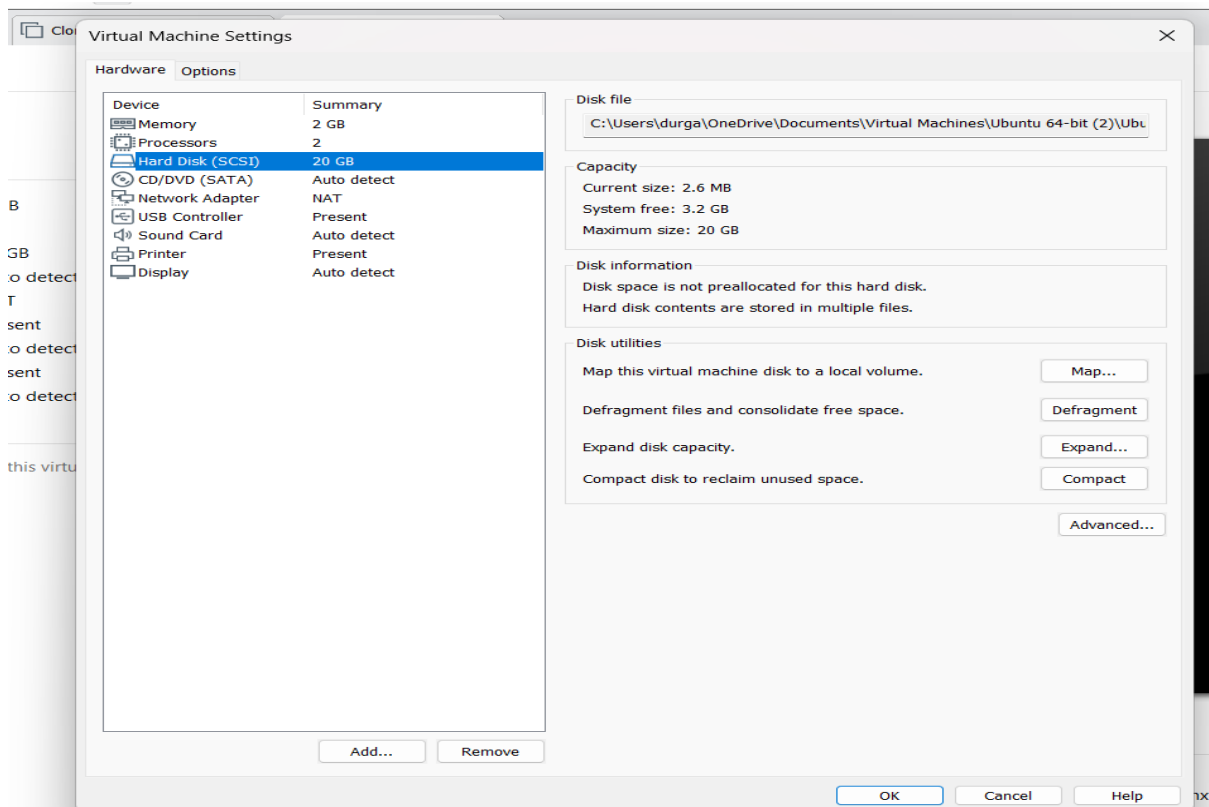 Clo
Virtual Machine Settings
Hardware Options
Device Summary
Memory 2 GB
Processors 2
Hard Disk (SCSI) 20 GB
CD/DVD (SATA) Auto detect
Network Adapter NAT
USB Controller Present
Sound Card Auto detect
Printer Present
Display Auto detect
Add... Remove
Disk file
C:\Users\durga\OneDrive\Documents\Virtual Machines\Ubuntu 64-bit (2)\Ubu
Capacity
Current size: 2.6 MB
System free: 3.2 GB
Maximum size: 20 GB
Disk information
Disk space is not preallocated for this hard disk.
Hard disk contents are stored in multiple files.
Disk utilities
Map this virtual machine disk to a local volume. Map...
Defragment files and consolidate free space. Defragment
Expand disk capacity. Expand...
Compact disk to reclaim unused space. Compact
Advanced...
OK Cancel Help
B
GB
to detect
T
sent
to detect
sent
to detect
this virtu